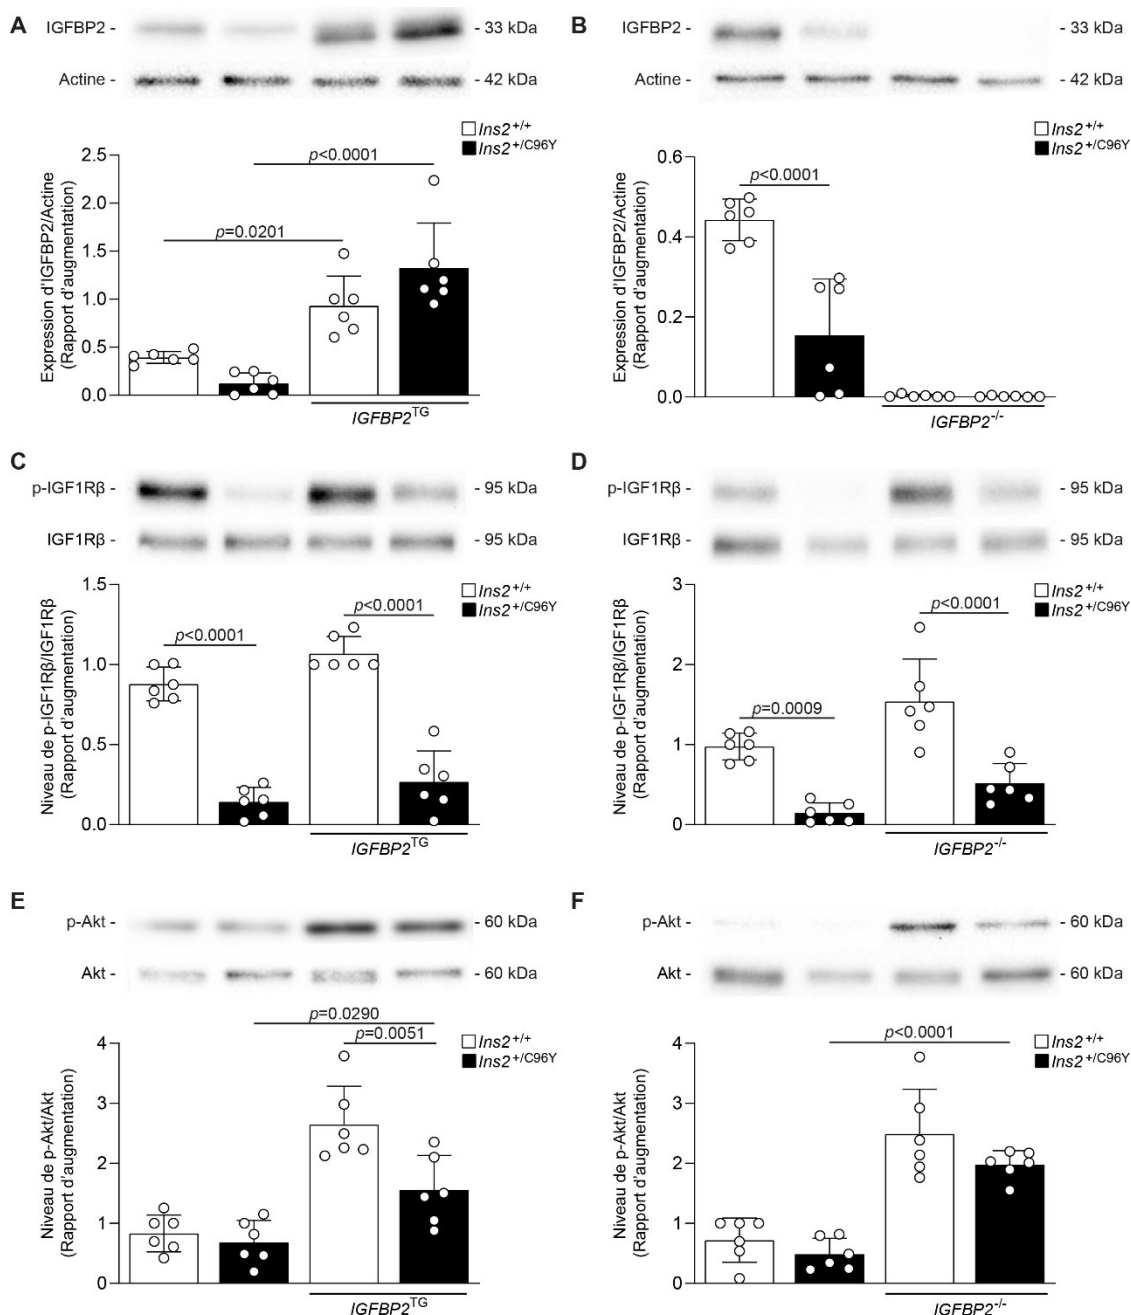 A
IGFBP2 -
- 33 kDa
Actine -
- 42 kDa
Ins2+/+
Ins2+/C96Y
p<0.0001
p=0.0201
Expression d'IGFBP2/Actine
(Rapport d'augmentation)
2.5
2.0
1.5
1.0
0.5
0.0
IGFBP2TG
B
IGFBP2 -
- 33 kDa
Actine -
- 42 kDa
Ins2+/+
Ins2+/C96Y
p<0.0001
Expression d'IGFBP2/Actine
(Rapport d'augmentation)
0.6
0.4
0.2
0.0
IGFBP2-/-
C
p-IGF1Rβ -
- 95 kDa
IGF1Rβ -
- 95 kDa
Ins2+/+
Ins2+/C96Y
p<0.0001
p<0.0001
Niveau de p-IGF1Rβ/IGF1Rβ
(Rapport d'augmentation)
1.5
1.0
0.5
0.0
IGFBP2TG
D
p-IGF1Rβ -
- 95 kDa
IGF1Rβ -
- 95 kDa
Ins2+/+
Ins2+/C96Y
p<0.0001
p=0.0009
Niveau de p-IGF1Rβ/IGF1Rβ
(Rapport d'augmentation)
3
2
1
0
IGFBP2-/-
E
p-Akt -
- 60 kDa
Akt -
- 60 kDa
Ins2+/+
Ins2+/C96Y
p=0.0290
p=0.0051
Niveau de p-Akt/Akt
(Rapport d'augmentation)
4
3
2
1
0
IGFBP2TG
F
p-Akt -
- 60 kDa
Akt -
- 60 kDa
Ins2+/+
Ins2+/C96Y
p<0.0001
Niveau de p-Akt/Akt
(Rapport d'augmentation)
4
3
2
1
0
IGFBP2-/-